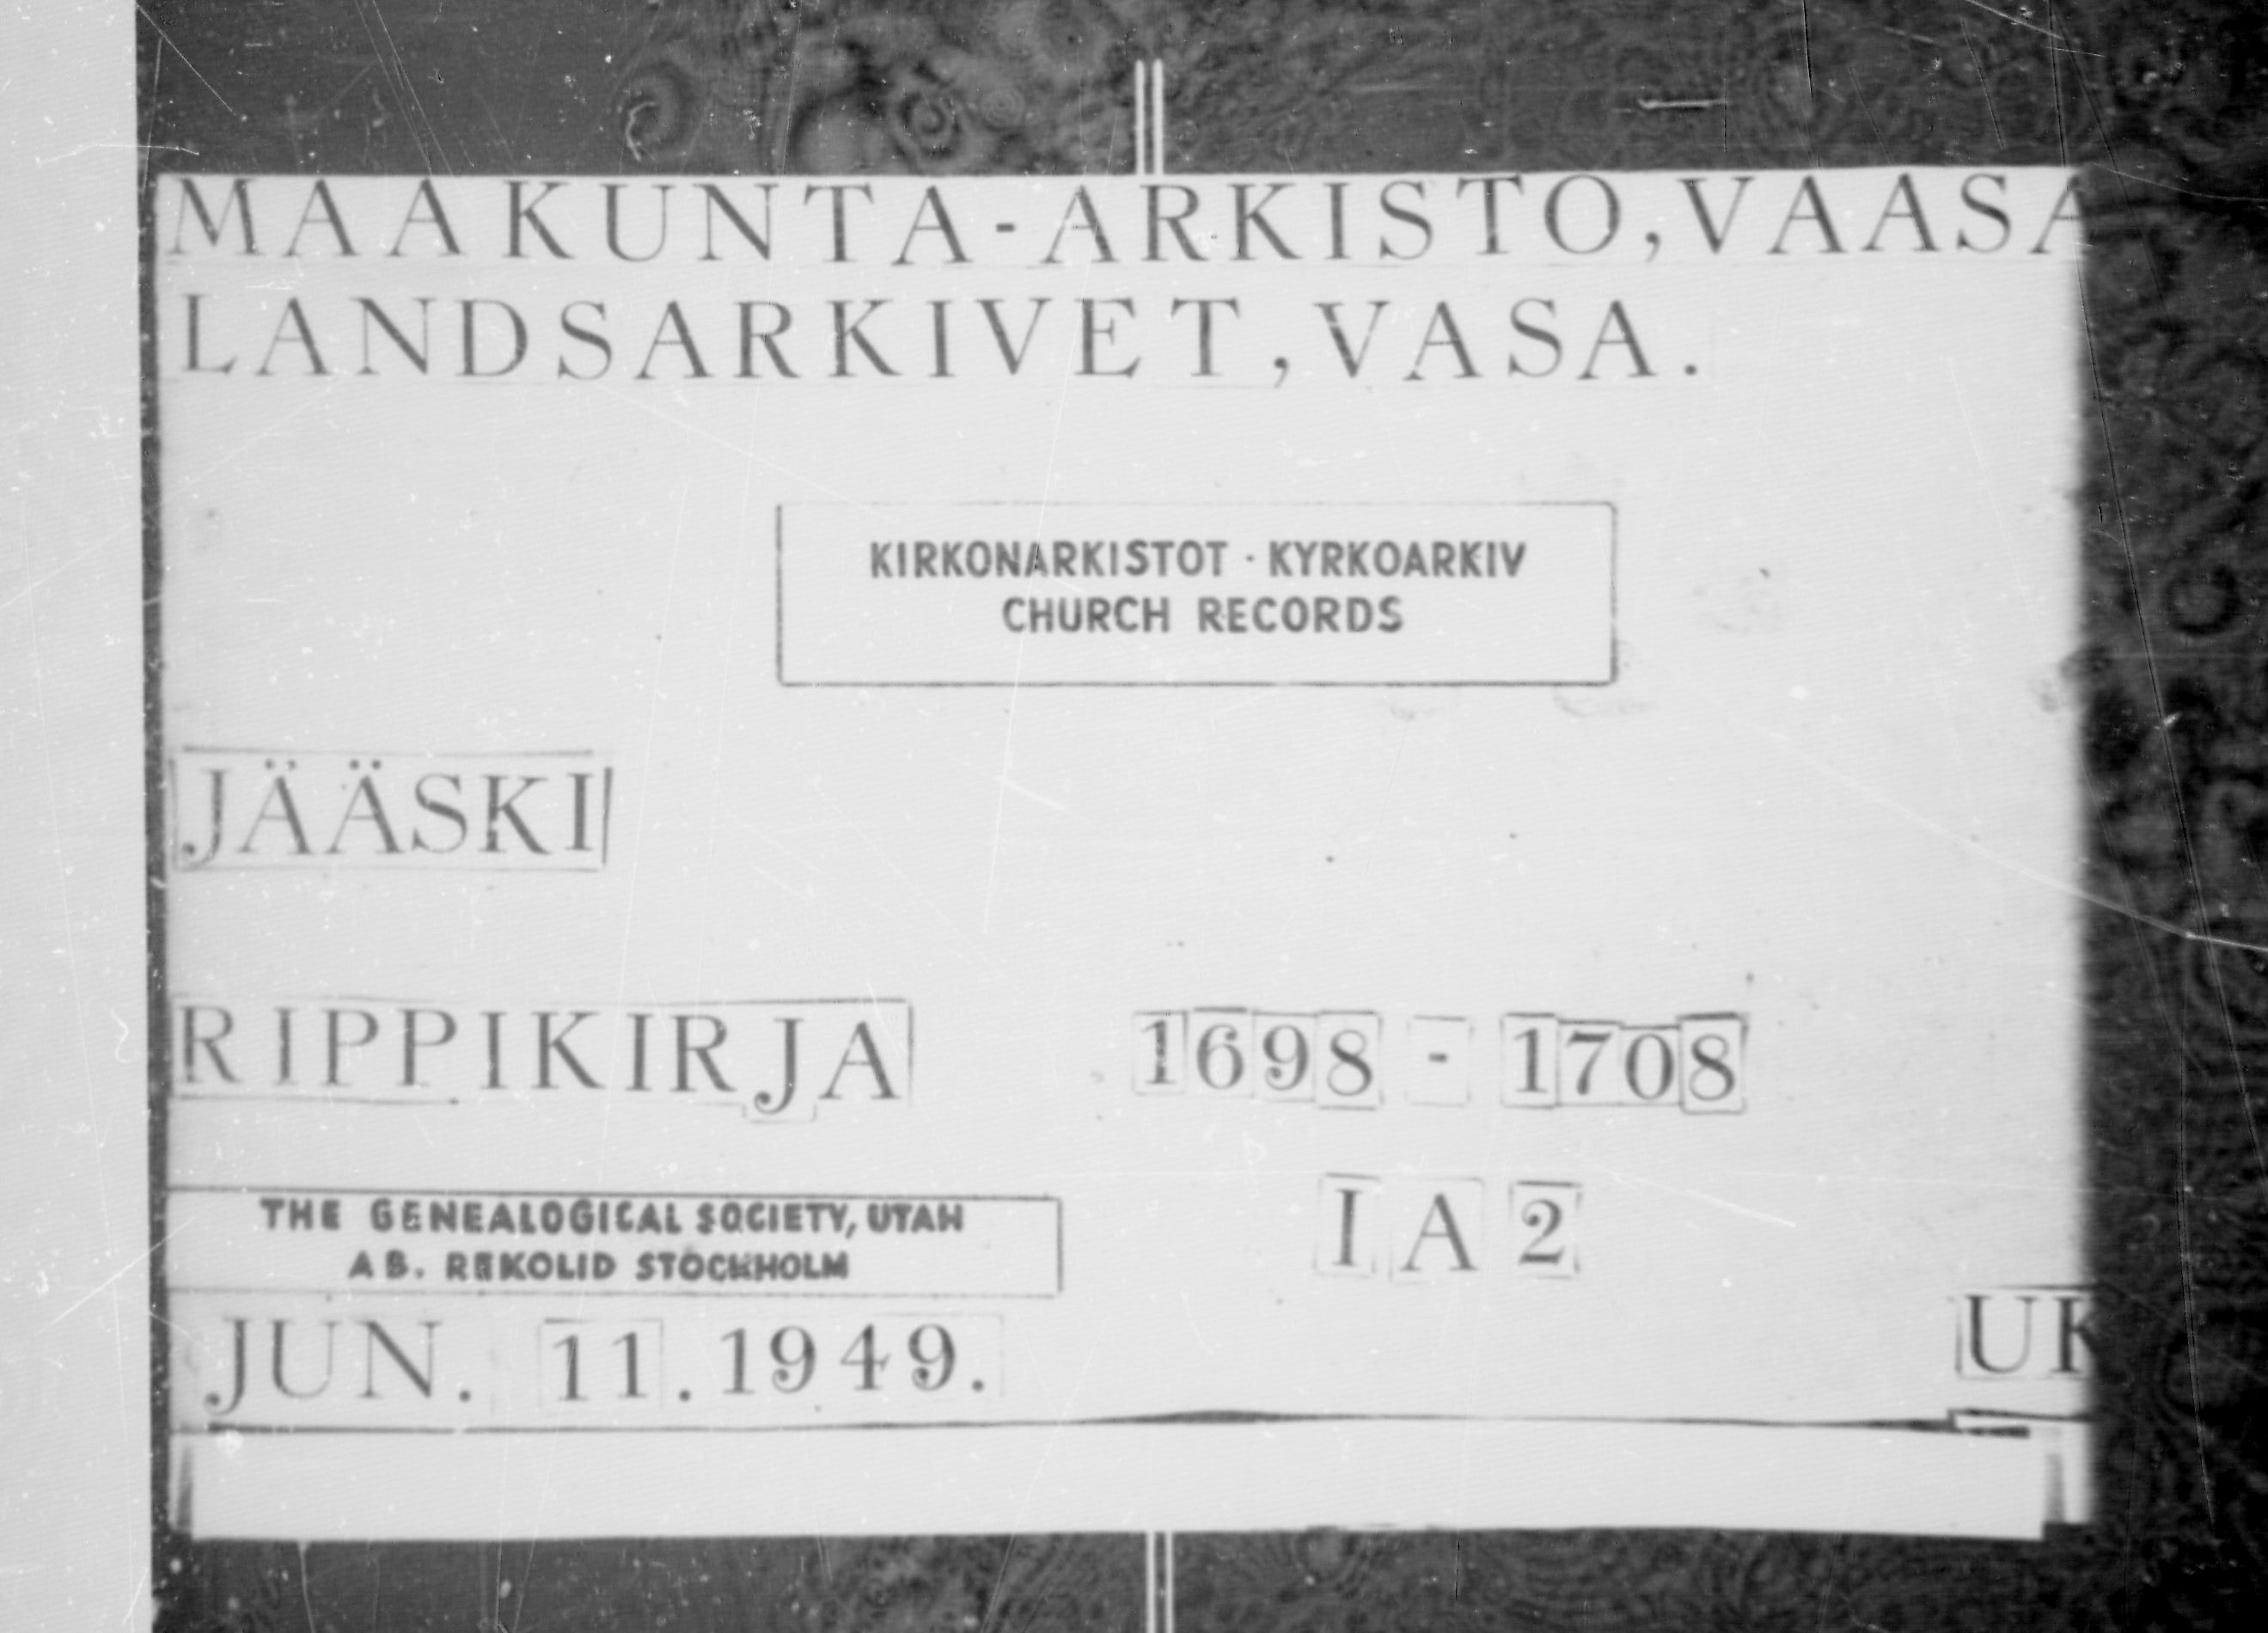 MAAKUNTA-ARKISTO, VAASA
LANDSARKIVET, VASA.
KIRKONARKISTOT · KYRKOARKIV
CHURCH RECORDS
JÄÄSKI
RIPPIKIRJA 1698 - 1708
I A 2
THE GENEALOGICAL SOCIETY, UTAH
AB. REKOLID STOCKHOLM
JUN. 11. 1949.
UK